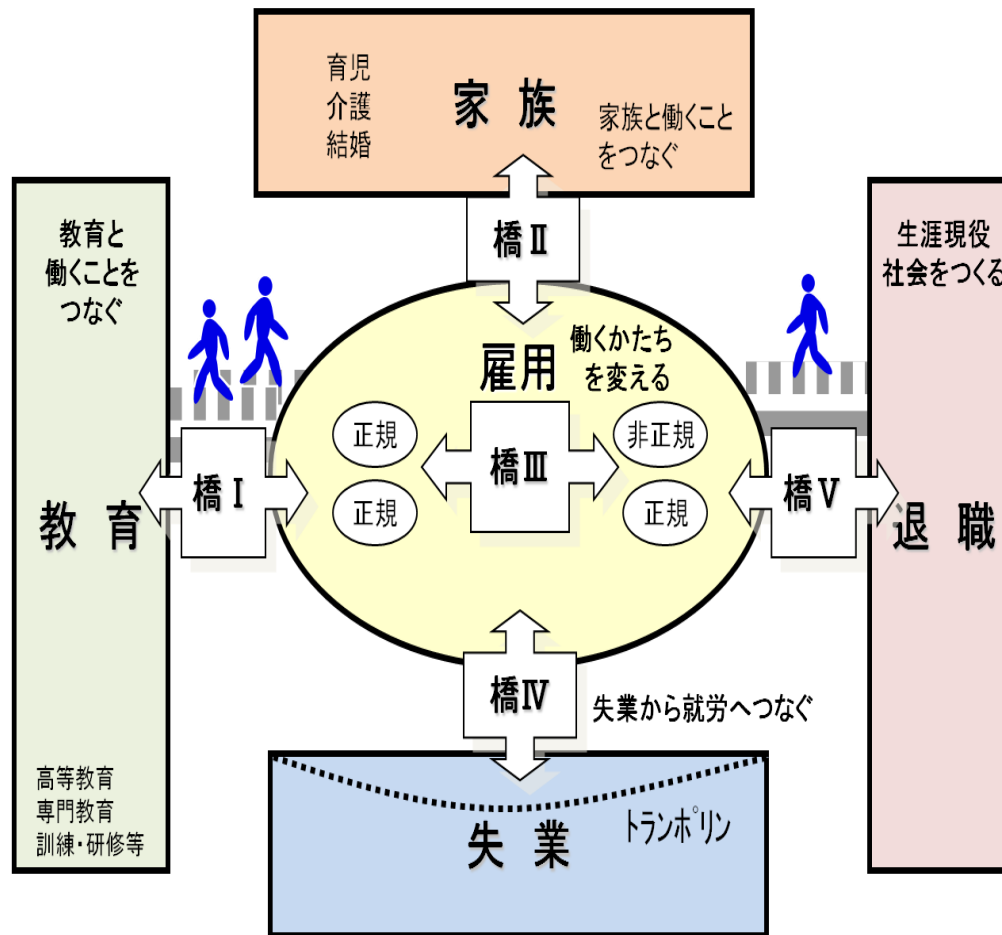 育児
介護
結婚
家 族
家族と働くこと
をつなぐ
橋Ⅱ
教育と
働くことを
つなぐ
生涯現役
社会をつくる
雇用
働くかたち
を変える
正規
橋Ⅲ
非正規
正規
正規
橋Ⅰ
橋Ⅴ
教 育
退 職
橋Ⅳ
失業から就労へつなぐ
高等教育
専門教育
訓練・研修等
失 業
トランポリン